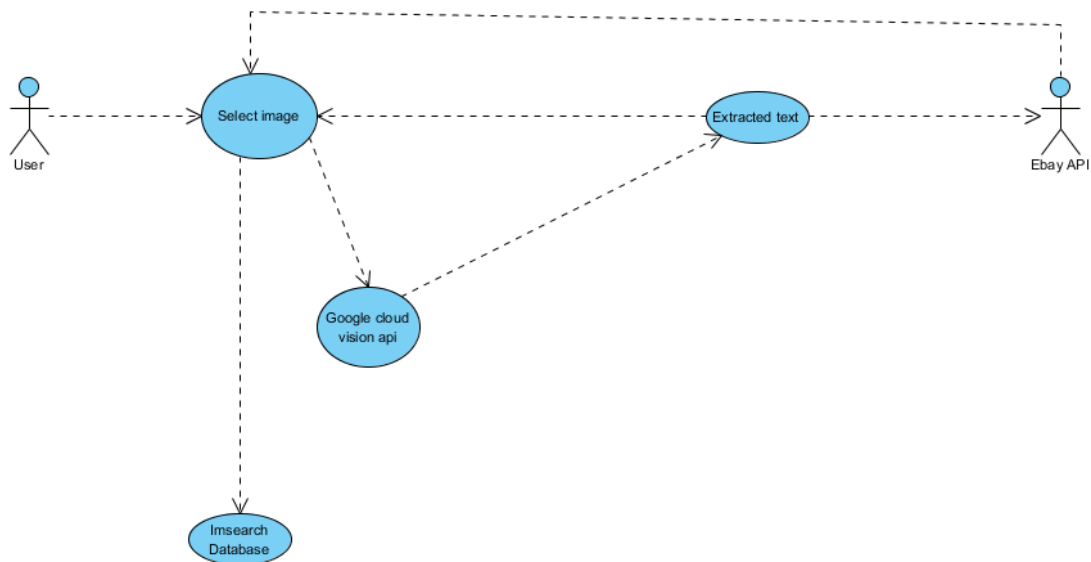 Select image
Extracted text
User
Ebay API
Google cloud
vision api
Imsearch
Database